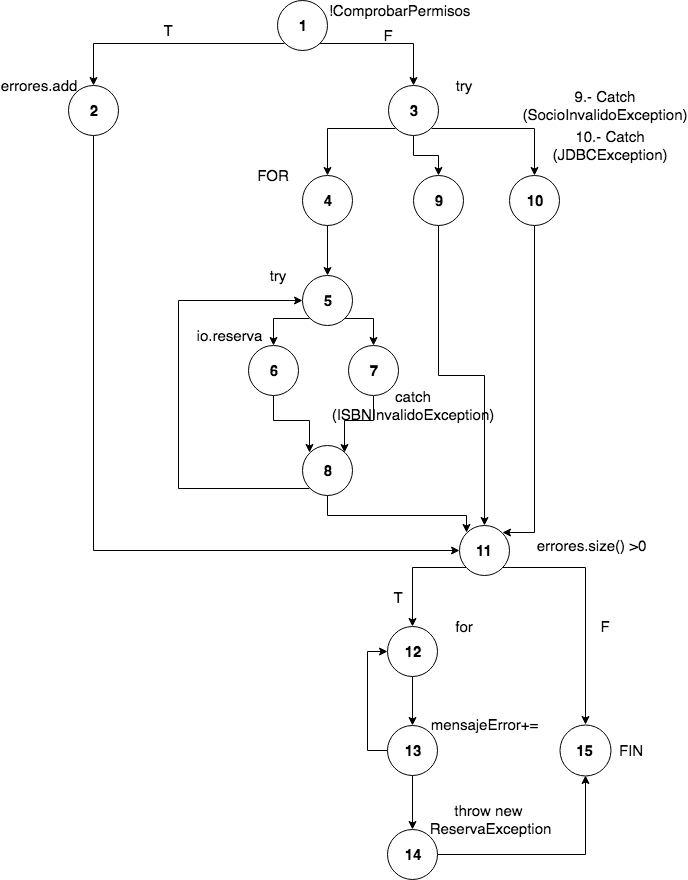 !ComprobarPermisos
1
T
F
errores.add
2
3
try
9.- Catch
(SocioInvalidoException)
10.- Catch
(JDBCException)
FOR
4
9
10
try
5
io.reserva
6
7
catch
(ISBNInvalidoException)
8
11
errores.size() >0
T
F
for
12
mensajeError+=
13
15
FIN
throw new
ReservaException
14